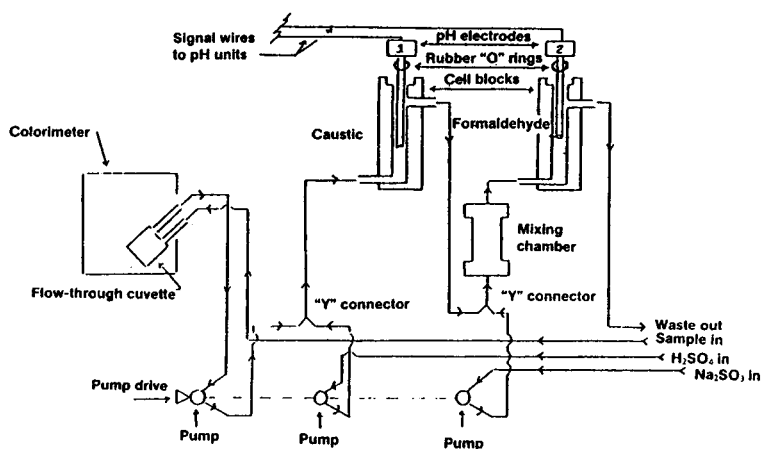 Signal wires
to pH units
pH electrodes
1
2
Rubber "O" rings
Cell blocks
Caustic
Formaldehyde
Colorimeter
Mixing
chamber
Flow-through cuvette
"Y" connector
"Y" connector
Waste out
Sample in
H₂SO₄ in
Na₂SO₃ in
Pump drive
Pump
Pump
Pump